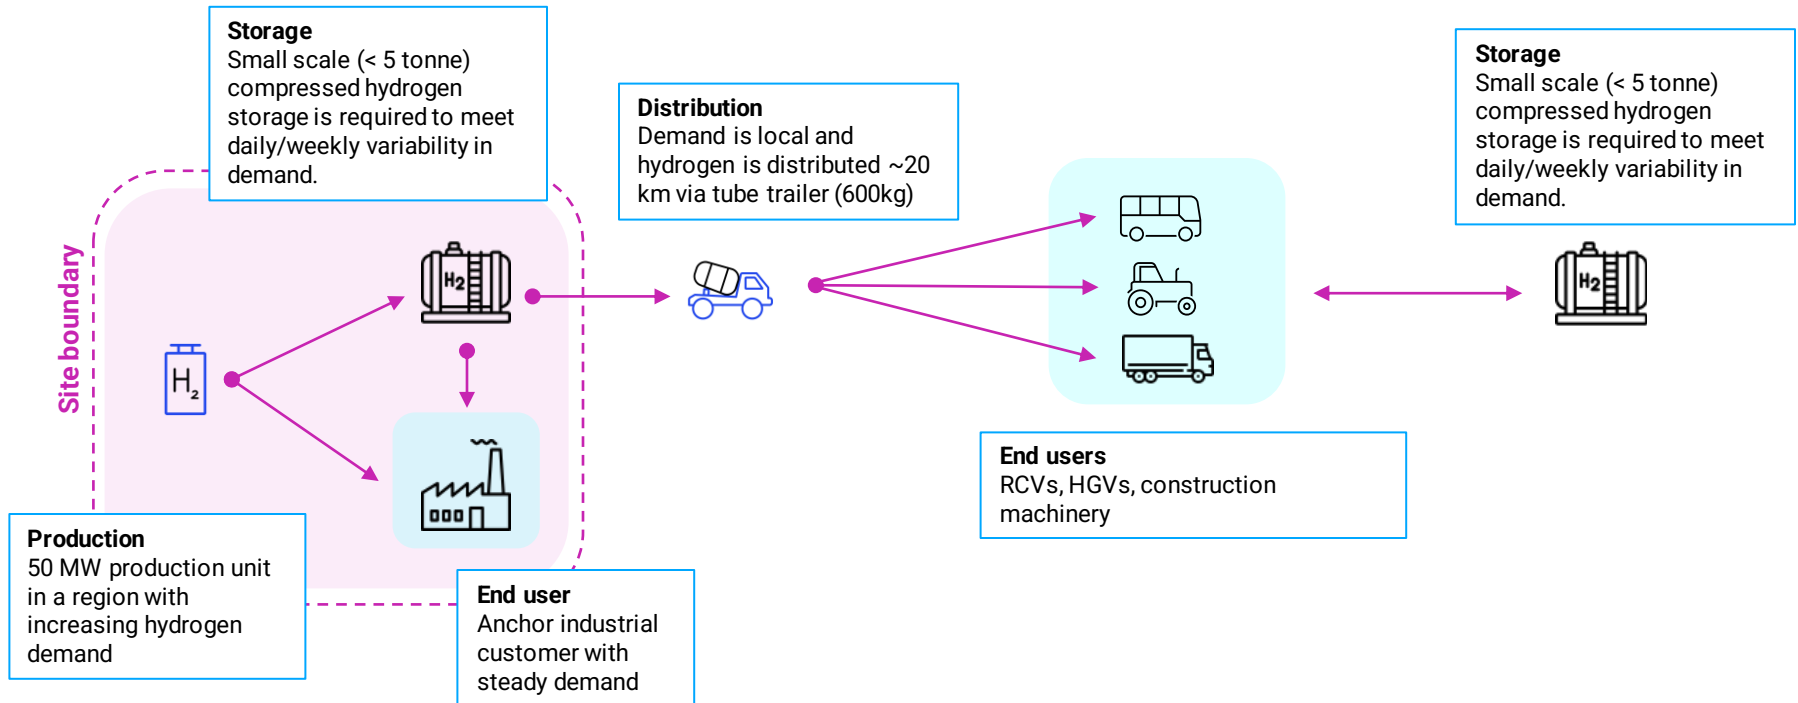 Storage
Small scale (< 5 tonne)
compressed hydrogen
storage is required to meet
daily/weekly variability in
demand.
Distribution
Demand is local and
hydrogen is distributed ~20
km via tube trailer (600kg)
Storage
Small scale (< 5 tonne)
compressed hydrogen
storage is required to meet
daily/weekly variability in
demand.
Site boundary
H2
H2
H₂
Production
50 MW production unit
in a region with
increasing hydrogen
demand
End user
Anchor industrial
customer with
steady demand
End users
RCVs, HGVs, construction
machinery